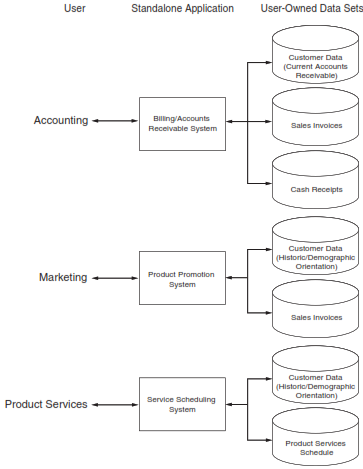 User Standalone Application User-Owned Data Sets
Customer Data
(Current Accounts
Receivable)
Accounting
Billing/Accounts
Receivable System
Sales Invoices
Cash Receipts
Customer Data
(Historic/Demographic
Orientation)
Marketing
Product Promotion
System
Sales Invoices
Customer Data
(Historic/Demographic
Orientation)
Product Services
Service Scheduling
System
Product Services
Schedule